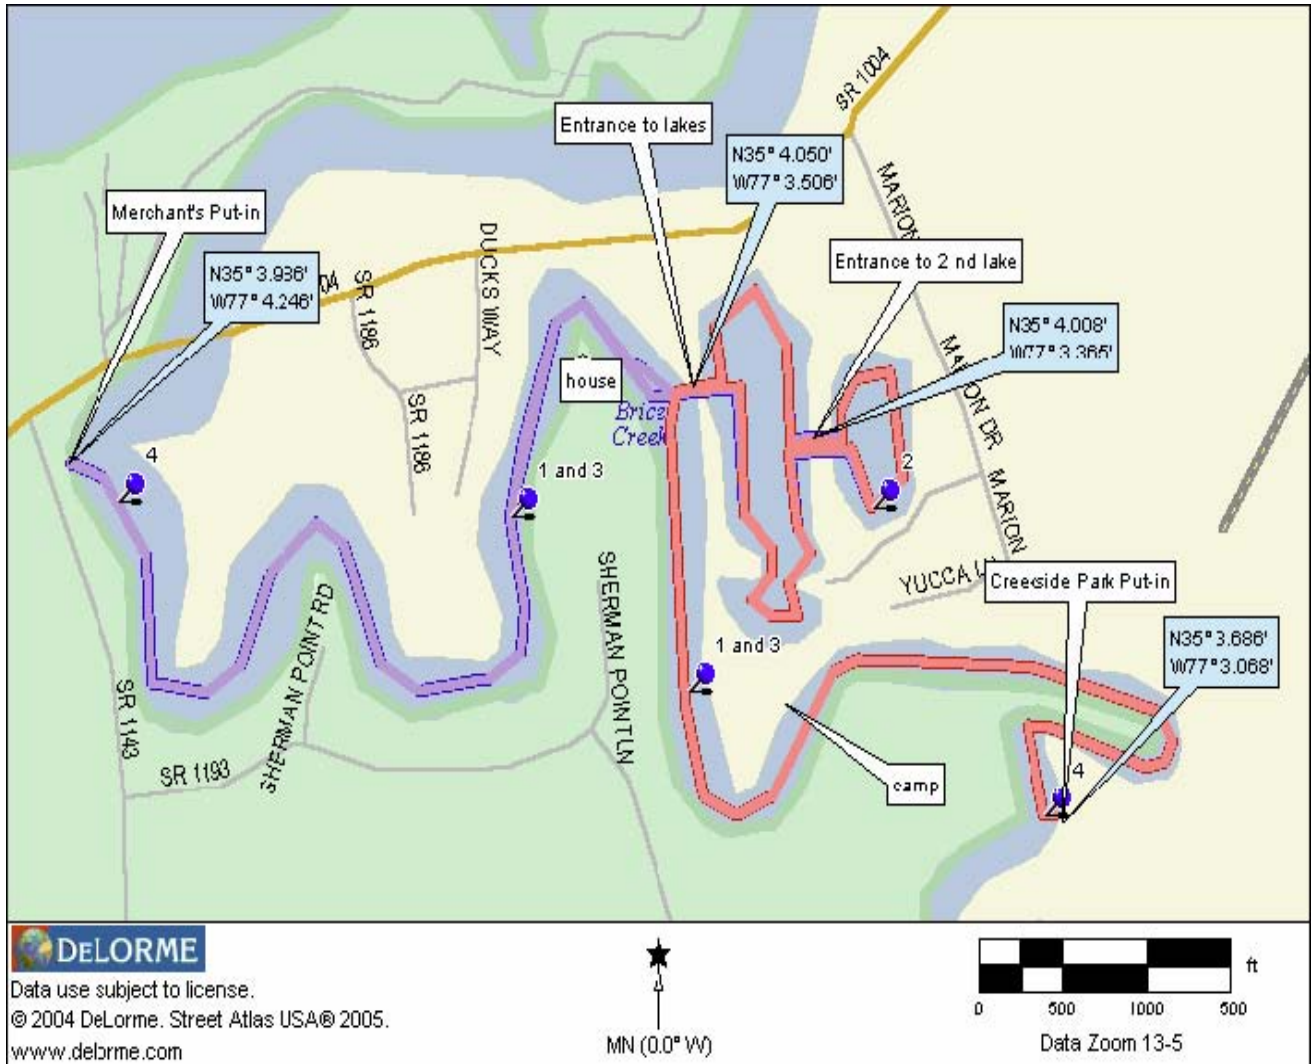 SR 1004
Entrance to lakes
N35° 4.050'
W77° 3.506'
MARION
Merchant's Put-in
DUCKS WAY
Entrance to 2 nd lake
N35° 3.936'
W77° 4.246'
04
SR 1186
N35° 4.008'
W77° 3.365'
MARION DR
house
Brice
Creek
SR 1186
4
1 and 3
2
MARION
SHERMAN POINT LN
YUCCA
Creekside Park Put-in
SHERMAN POINT RD
N35° 3.686'
W77° 3.068'
1 and 3
SR 1143
SR 1193
camp
4
DELORME
Data use subject to license.
© 2004 DeLorme. Street Atlas USA® 2005.
www.delorme.com
MN (0.0° W)
ft
0 500 1000 500
Data Zoom 13-5